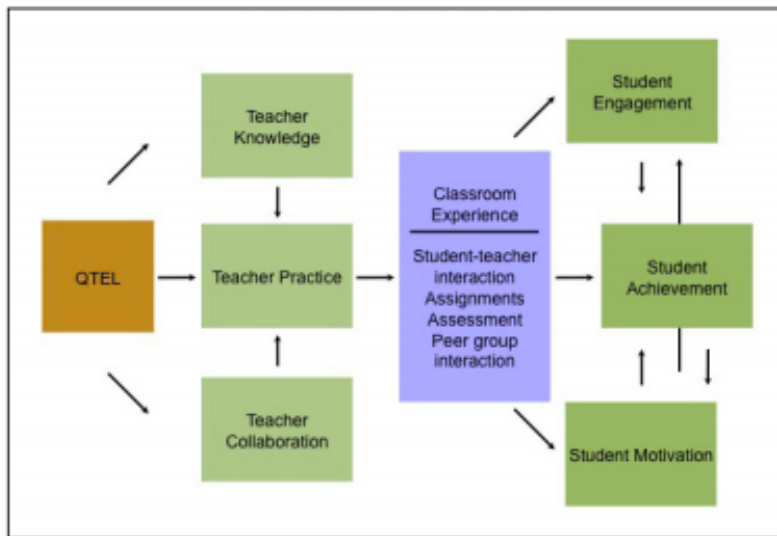 Student
Engagement
Teacher
Knowledge
Classroom
Experience
QTEL
Teacher Practice
Student-teacher
interaction
Assignments
Assessment
Peer group
interaction
Student
Achievement
Teacher
Collaboration
Student Motivation